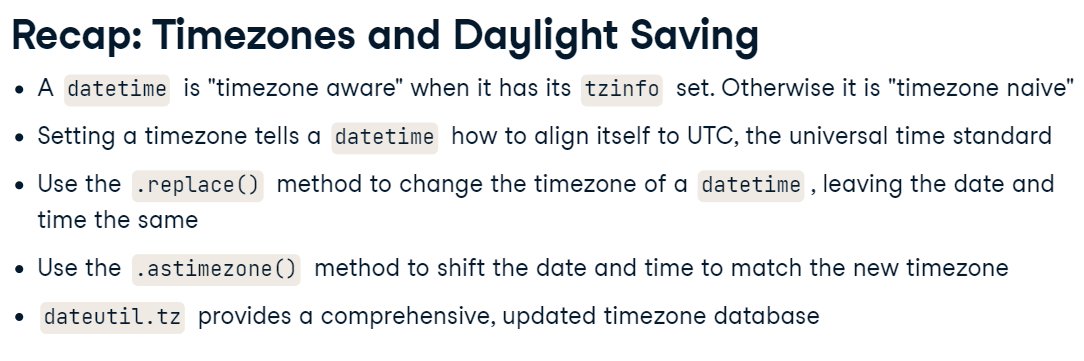 Recap: Timezones and Daylight Saving
• A datetime is "timezone aware" when it has its tzinfo set. Otherwise it is "timezone naive"
• Setting a timezone tells a datetime how to align itself to UTC, the universal time standard
• Use the .replace() method to change the timezone of a datetime , leaving the date and
time the same
• Use the .astimezone() method to shift the date and time to match the new timezone
• dateutil.tz provides a comprehensive, updated timezone database